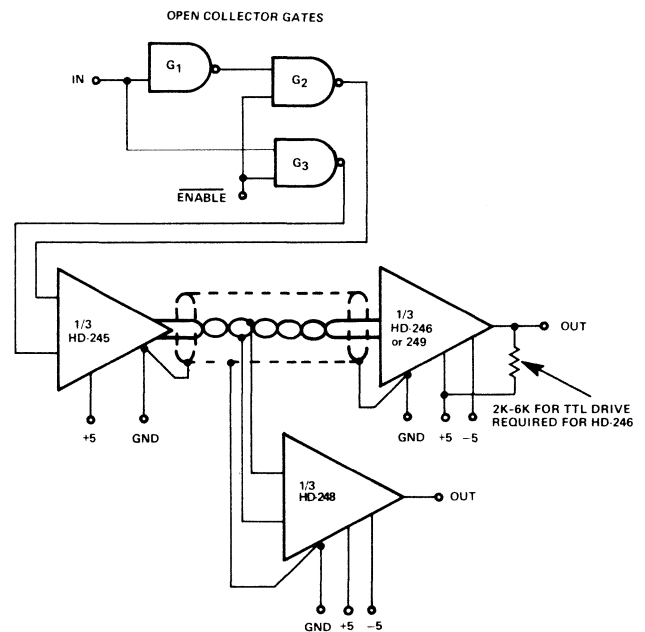 OPEN COLLECTOR GATES
IN
G1
G2
G3
ENABLE
1/3
HD-245
+5
GND
1/3
HD-246
or 249
OUT
GND
+5
-5
2K-6K FOR TTL DRIVE
REQUIRED FOR HD-246
1/3
HD-248
OUT
GND
+5
-5